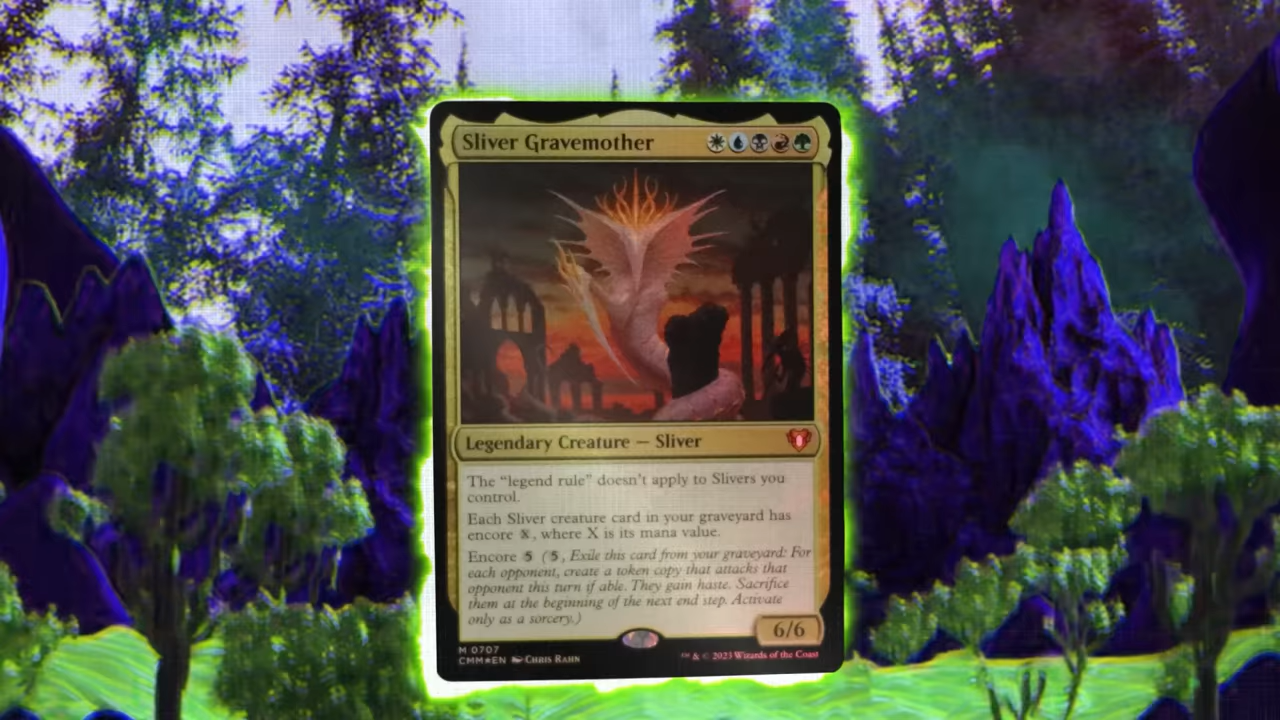 Sliver Gravemother
Legendary Creature — Sliver
The “legend rule” doesn't apply to Slivers you
control.
Each Sliver creature card in your graveyard has
encore X, where X is its mana value.
Encore 5 (5, Exile this card from your graveyard: For
each opponent, create a token copy that attacks that
opponent this turn if able. They gain haste. Sacrifice
them at the beginning of the next end step. Activate
only as a sorcery.)
6/6
M 0707
CMM★EN Chris Rahn
™ & © 2023 Wizards of the Coast